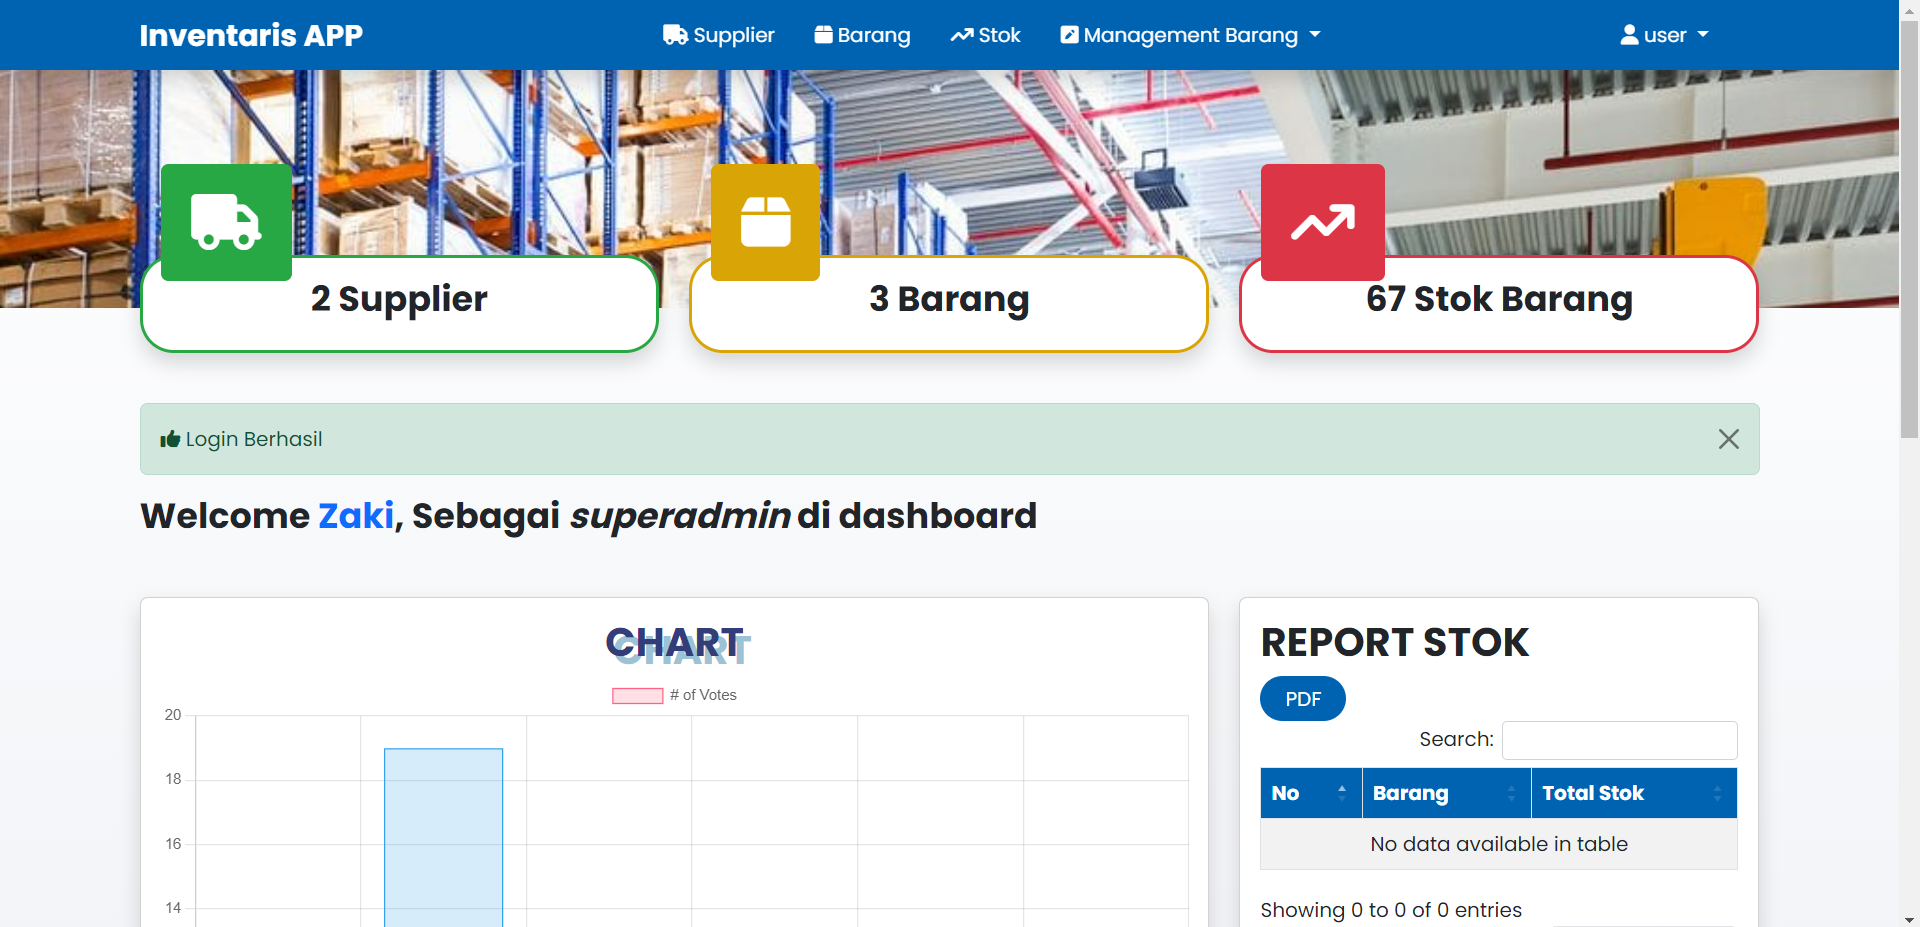 Inventaris APP
Supplier
Barang
Stok
Management Barang
user
2 Supplier
3 Barang
67 Stok Barang
Login Berhasil
Welcome Zaki, Sebagai superadmin di dashboard
CHART
# of Votes
20
18
16
14
REPORT STOK
PDF
Search:
No Barang Total Stok
No data available in table
Showing 0 to 0 of 0 entries